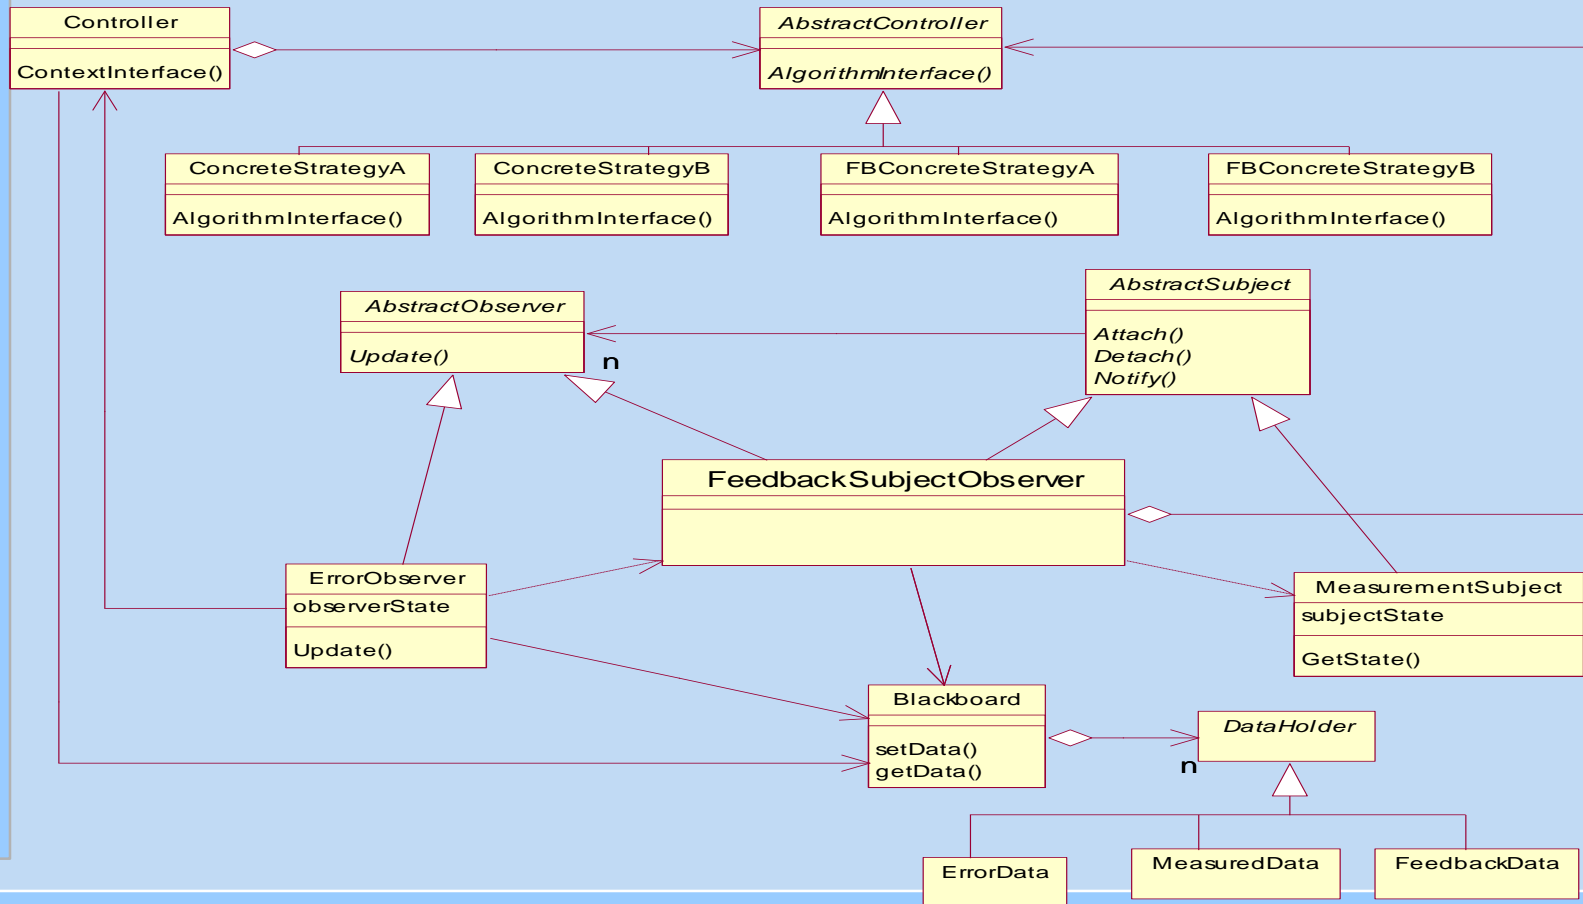 Controller
ContextInterface()
AbstractController
AlgorithmInterface()
ConcreteStrategyA
AlgorithmInterface()
ConcreteStrategyB
AlgorithmInterface()
FBConcreteStrategyA
AlgorithmInterface()
FBConcreteStrategyB
AlgorithmInterface()
AbstractObserver
Update()
n
AbstractSubject
Attach()
Detach()
Notify()
FeedbackSubjectObserver
ErrorObserver
observerState
Update()
MeasurementSubject
subjectState
GetState()
Blackboard
setData()
getData()
DataHolder
n
ErrorData
MeasuredData
FeedbackData